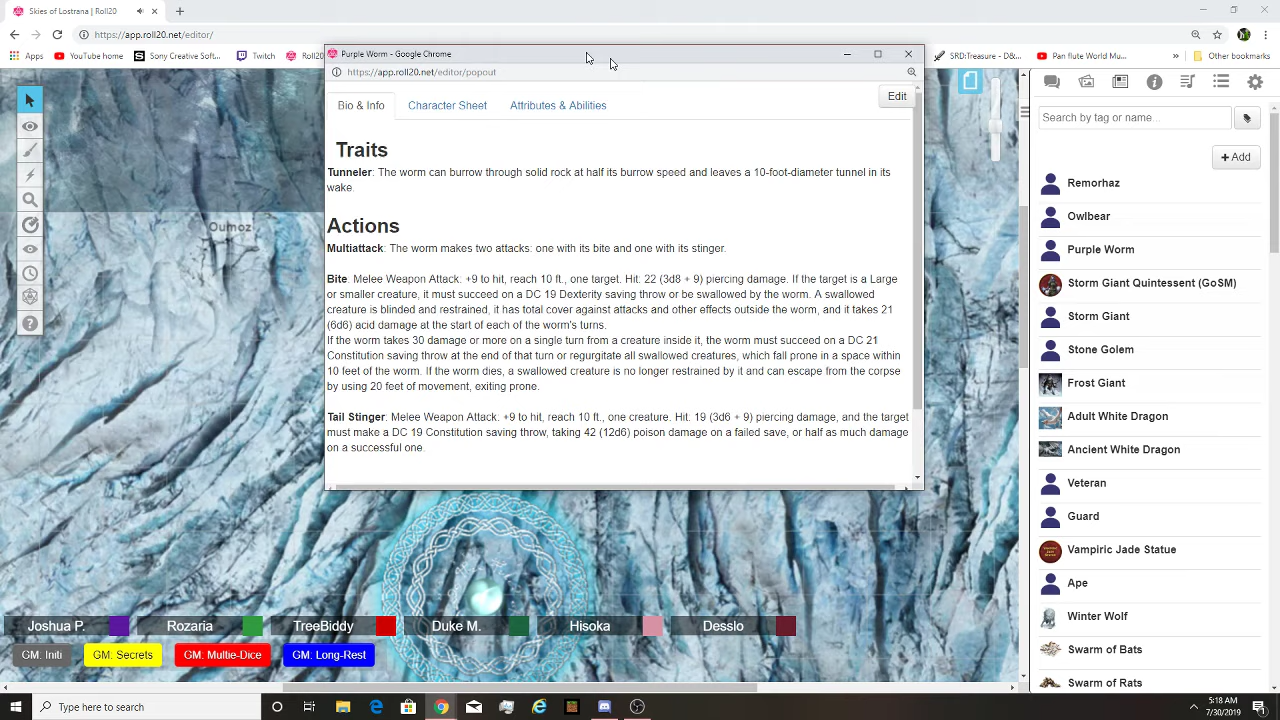 Skies of Lostrana | Roll20
https://app.roll20.net/editor/
Apps
YouTube home
Sony Creative Soft...
Twitch
Roll20
SRD:Treasure - D&...
Pan flute World Mu...
»
Other bookmarks
Purple Worm - Google Chrome
https://app.roll20.net/editor/popout
Bio & Info
Character Sheet
Attributes & Abilities
Edit
Traits
Tunneler: The worm can burrow through solid rock at half its burrow speed and leaves a 10-foot-diameter tunnel in its
wake.
Actions
Multiattack: The worm makes two attacks: one with its bite and one with its stinger.
Bite. Melee Weapon Attack: +9 to hit, reach 10 ft., one target. Hit: 22 (3d8 + 9) piercing damage. If the target is a Large
or smaller creature, it must succeed on a DC 19 Dexterity saving throw or be swallowed by the worm. A swallowed
creature is blinded and restrained, it has total cover against attacks and other effects outside the worm, and it takes 21
(6d6) acid damage at the start of each of the worm's turns.
If the worm takes 30 damage or more on a single turn from a creature inside it, the worm must succeed on a DC 21
Constitution saving throw at the end of that turn or regurgitate all swallowed creatures, which fall prone in a space within
10 feet of the worm. If the worm dies, a swallowed creature is no longer restrained by it and can escape from the corpse
by using 20 feet of movement, exiting prone.
Tail Stinger: Melee Weapon Attack: +9 to hit, reach 10 ft., one creature. Hit: 19 (3d6 + 9) piercing damage, and the target
must make a DC 19 Constitution saving throw, taking 42 (12d6) poison damage on a failed save, or half as much damage
on a successful one.
Oumoz
Search by tag or name...
+ Add
Remorhaz
Owlbear
Purple Worm
Storm Giant Quintessent (GoSM)
Storm Giant
Stone Golem
Frost Giant
Adult White Dragon
Ancient White Dragon
Veteran
Guard
Vampiric Jade Statue
Ape
Winter Wolf
Swarm of Bats
Swarm of Rats
Joshua P.
Rozaria
TreeBiddy
Duke M.
Hisoka
Desslo
GM: Initi
GM: Secrets
GM: Multie-Dice
GM: Long-Rest
Type here to search
5:18 AM
7/30/2019